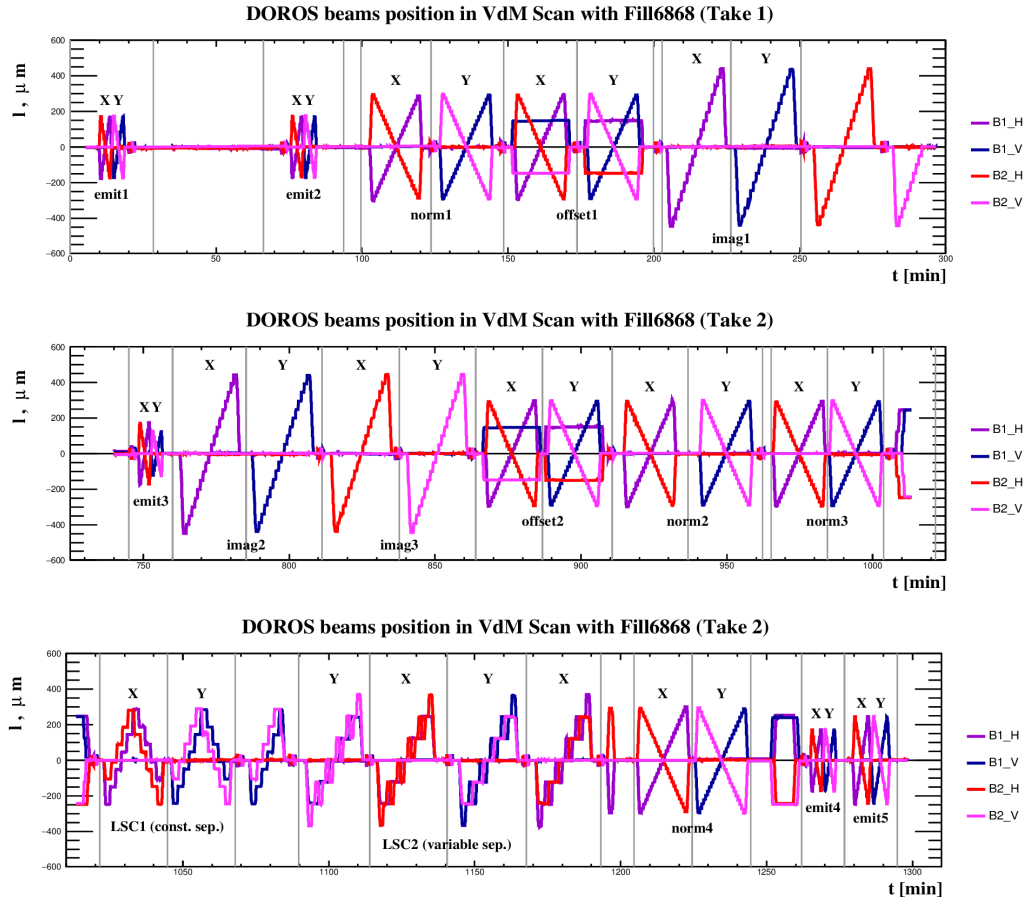 DOROS beams position in VdM Scan with Fill6868 (Take 1)
l , μ m
600
400
200
0
−200
−400
−600
X Y
X Y
X
Y
X
Y
X
Y
emit1
emit2
norm1
offset1
imag1
B1_H
B1_V
B2_H
B2_V
0
50
100
150
200
250
300
t [min]
DOROS beams position in VdM Scan with Fill6868 (Take 2)
l , μ m
600
400
200
0
−200
−400
−600
X Y
X
Y
X
Y
X
Y
X
Y
X
Y
emit3
imag2
imag3
offset2
norm2
norm3
B1_H
B1_V
B2_H
B2_V
750
800
850
900
950
1000
t [min]
DOROS beams position in VdM Scan with Fill6868 (Take 2)
l , μ m
600
400
200
0
−200
−400
−600
X
Y
Y
X
Y
X
X
Y
X Y
X Y
LSC1 (const. sep.)
LSC2 (variable sep.)
norm4
emit4
emit5
B1_H
B1_V
B2_H
B2_V
1050
1100
1150
1200
1250
1300
t [min]